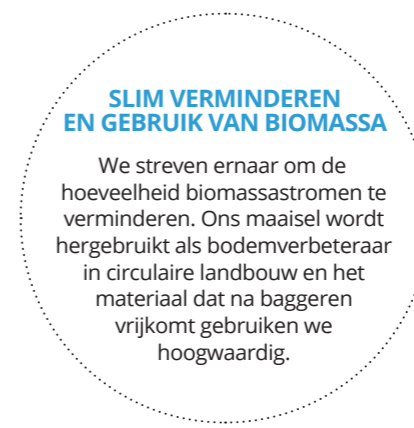 SLIM VERMINDEREN
EN GEBRUIK VAN BIOMASSA
We streven ernaar om de
hoeveelheid biomassastromen te
verminderen. Ons maaisel wordt
hergebruikt als bodemverbeteraar
in circulaire landbouw en het
materiaal dat na baggeren
vrijkomt gebruiken we
hoogwaardig.